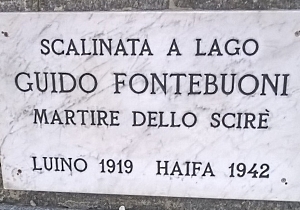 SCALINATA A LAGO
GUIDO FONTEBUONI
MARTIRE DELLO SCIRÈ
LUINO 1919 HAIFA 1942